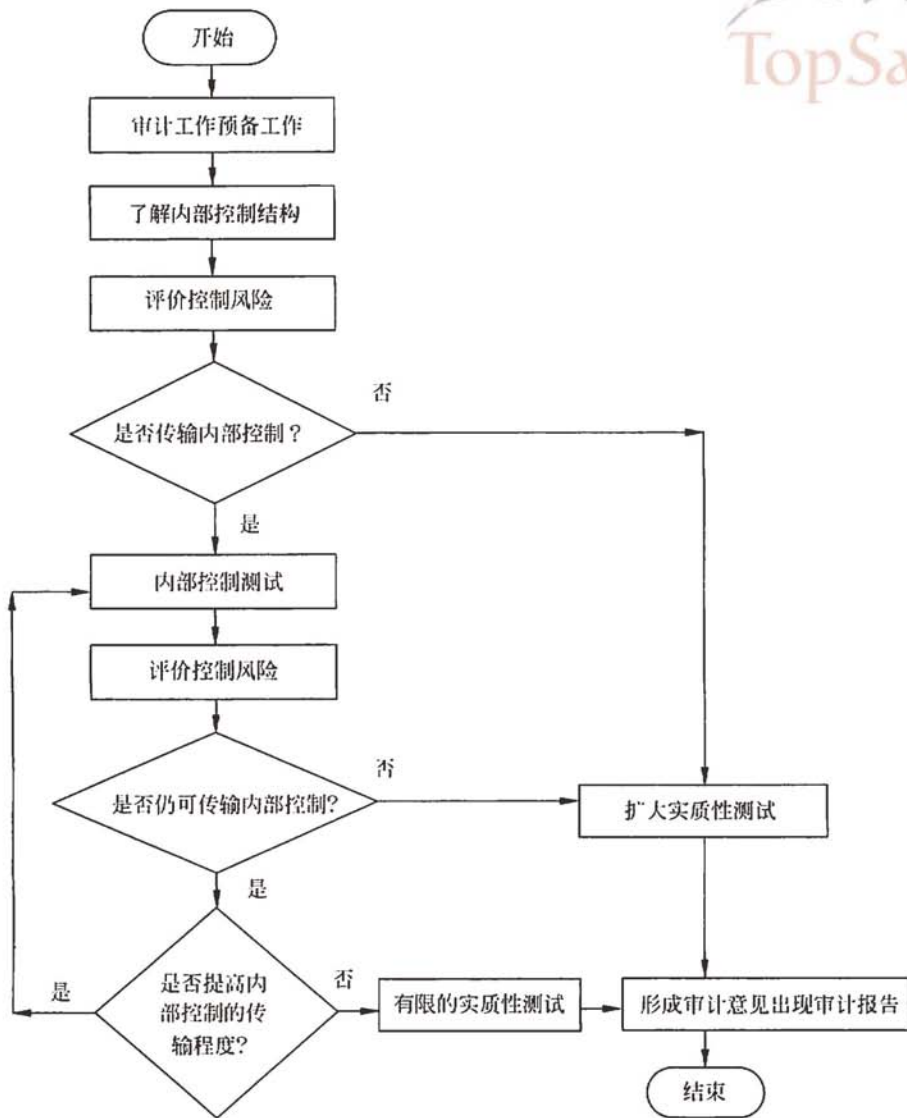 开始
TopSa
审计工作预备工作
了解内部控制结构
评价控制风险
否
是否传输内部控制？
是
内部控制测试
评价控制风险
否
是否仍可传输内部控制?
扩大实质性测试
是
是
是否提高内
部控制的传
输程度?
否
有限的实质性测试
形成审计意见出现审计报告
结束